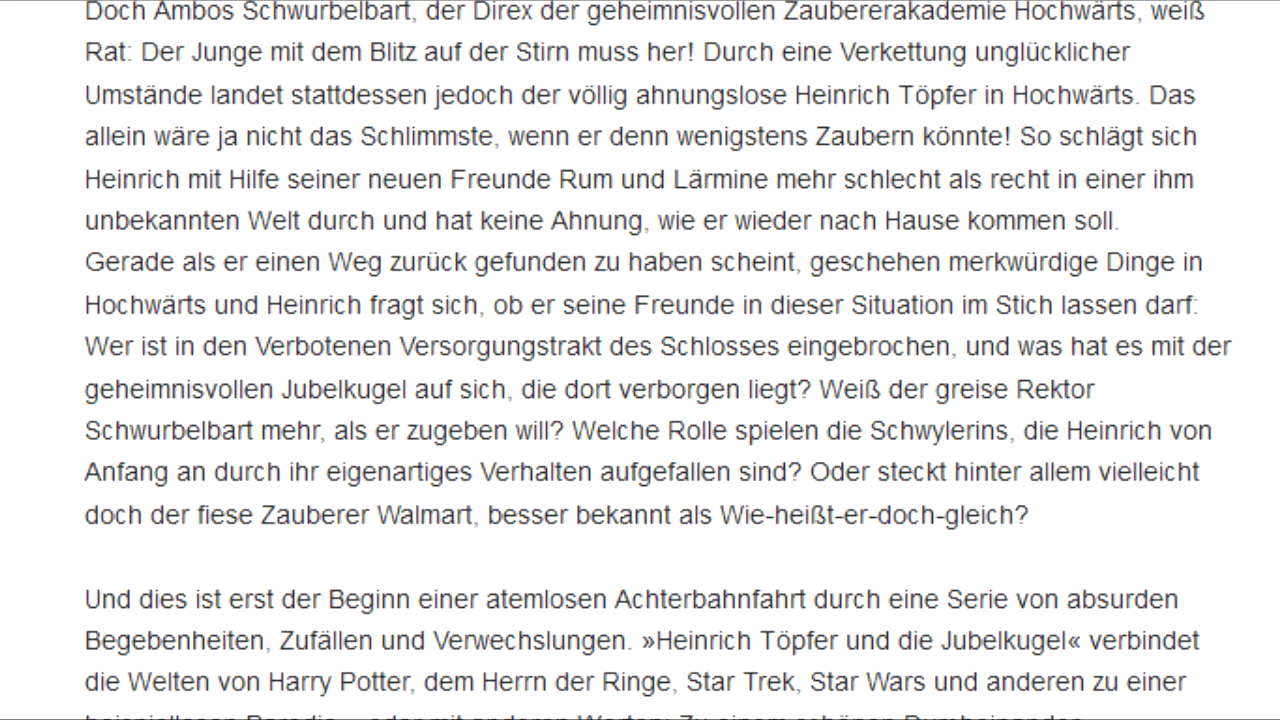 Doch Ambos Schwurbelbart, der Direx der geheimnisvollen Zaubererakademie Hochwärts, weiß
Rat: Der Junge mit dem Blitz auf der Stirn muss her! Durch eine Verkettung unglücklicher
Umstände landet stattdessen jedoch der völlig ahnungslose Heinrich Töpfer in Hochwärts. Das
allein wäre ja nicht das Schlimmste, wenn er denn wenigstens Zaubern könnte! So schlägt sich
Heinrich mit Hilfe seiner neuen Freunde Rum und Lärmine mehr schlecht als recht in einer ihm
unbekannten Welt durch und hat keine Ahnung, wie er wieder nach Hause kommen soll.
Gerade als er einen Weg zurück gefunden zu haben scheint, geschehen merkwürdige Dinge in
Hochwärts und Heinrich fragt sich, ob er seine Freunde in dieser Situation im Stich lassen darf:
Wer ist in den Verbotenen Versorgungstrakt des Schlosses eingebrochen, und was hat es mit der
geheimnisvollen Jubelkugel auf sich, die dort verborgen liegt? Weiß der greise Rektor
Schwurbelbart mehr, als er zugeben will? Welche Rolle spielen die Schwylerins, die Heinrich von
Anfang an durch ihr eigenartiges Verhalten aufgefallen sind? Oder steckt hinter allem vielleicht
doch der fiese Zauberer Walmart, besser bekannt als Wie-heißt-er-doch-gleich?
Und dies ist erst der Beginn einer atemlosen Achterbahnfahrt durch eine Serie von absurden
Begebenheiten, Zufällen und Verwechslungen. »Heinrich Töpfer und die Jubelkugel« verbindet
die Welten von Harry Potter, dem Herrn der Ringe, Star Trek, Star Wars und anderen zu einer